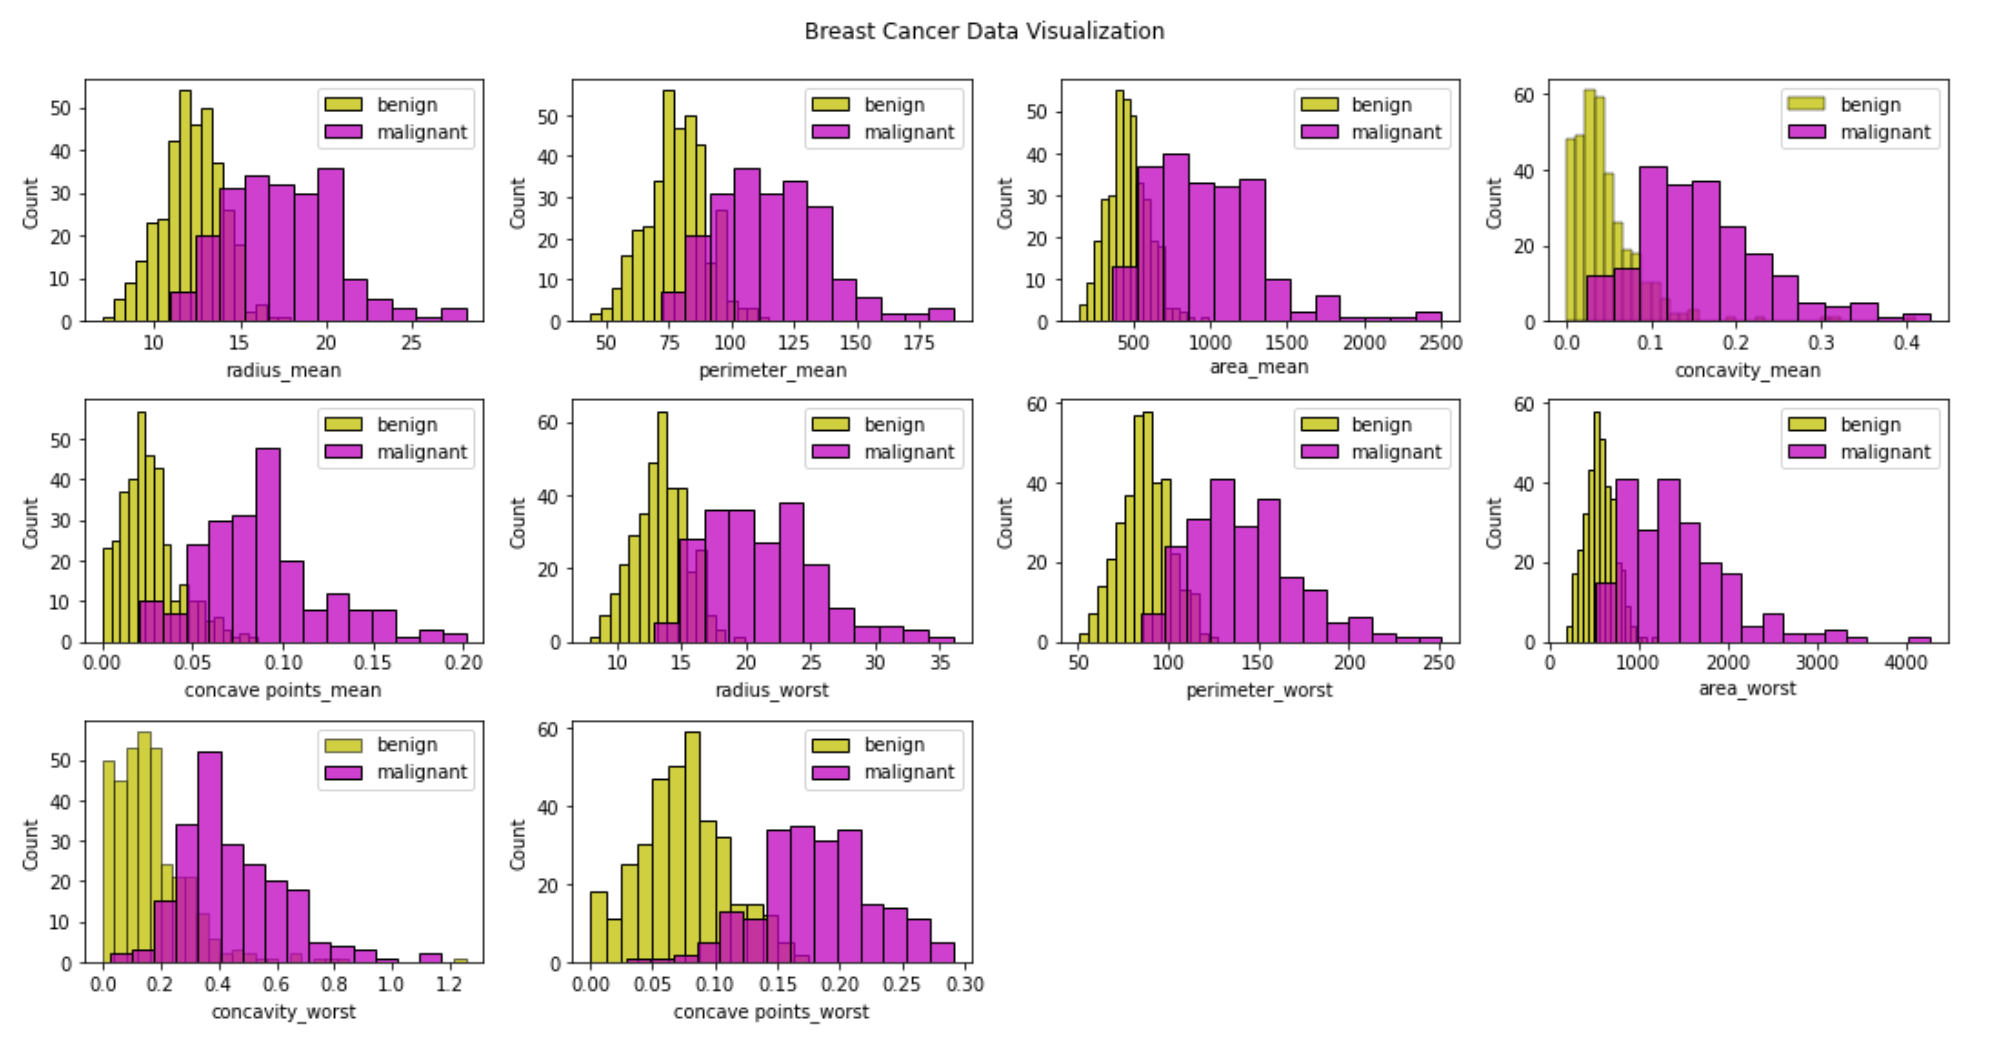 Breast Cancer Data Visualization
benign
malignant
Count
50
40
30
20
10
0
10
15
20
25
radius_mean
benign
malignant
Count
50
40
30
20
10
0
50
75
100
125
150
175
perimeter_mean
benign
malignant
Count
50
40
30
20
10
0
500
1000
1500
2000
2500
area_mean
benign
malignant
Count
60
40
20
0
0.0
0.1
0.2
0.3
0.4
concavity_mean
benign
malignant
Count
50
40
30
20
10
0
0.00
0.05
0.10
0.15
0.20
concave points_mean
benign
malignant
Count
60
40
20
0
10
15
20
25
30
35
radius_worst
benign
malignant
Count
60
40
20
0
50
100
150
200
250
perimeter_worst
benign
malignant
Count
60
40
20
0
0
1000
2000
3000
4000
area_worst
benign
malignant
Count
50
40
30
20
10
0
0.0
0.2
0.4
0.6
0.8
1.0
1.2
concavity_worst
benign
malignant
Count
60
40
20
0
0.00
0.05
0.10
0.15
0.20
0.25
0.30
concave points_worst